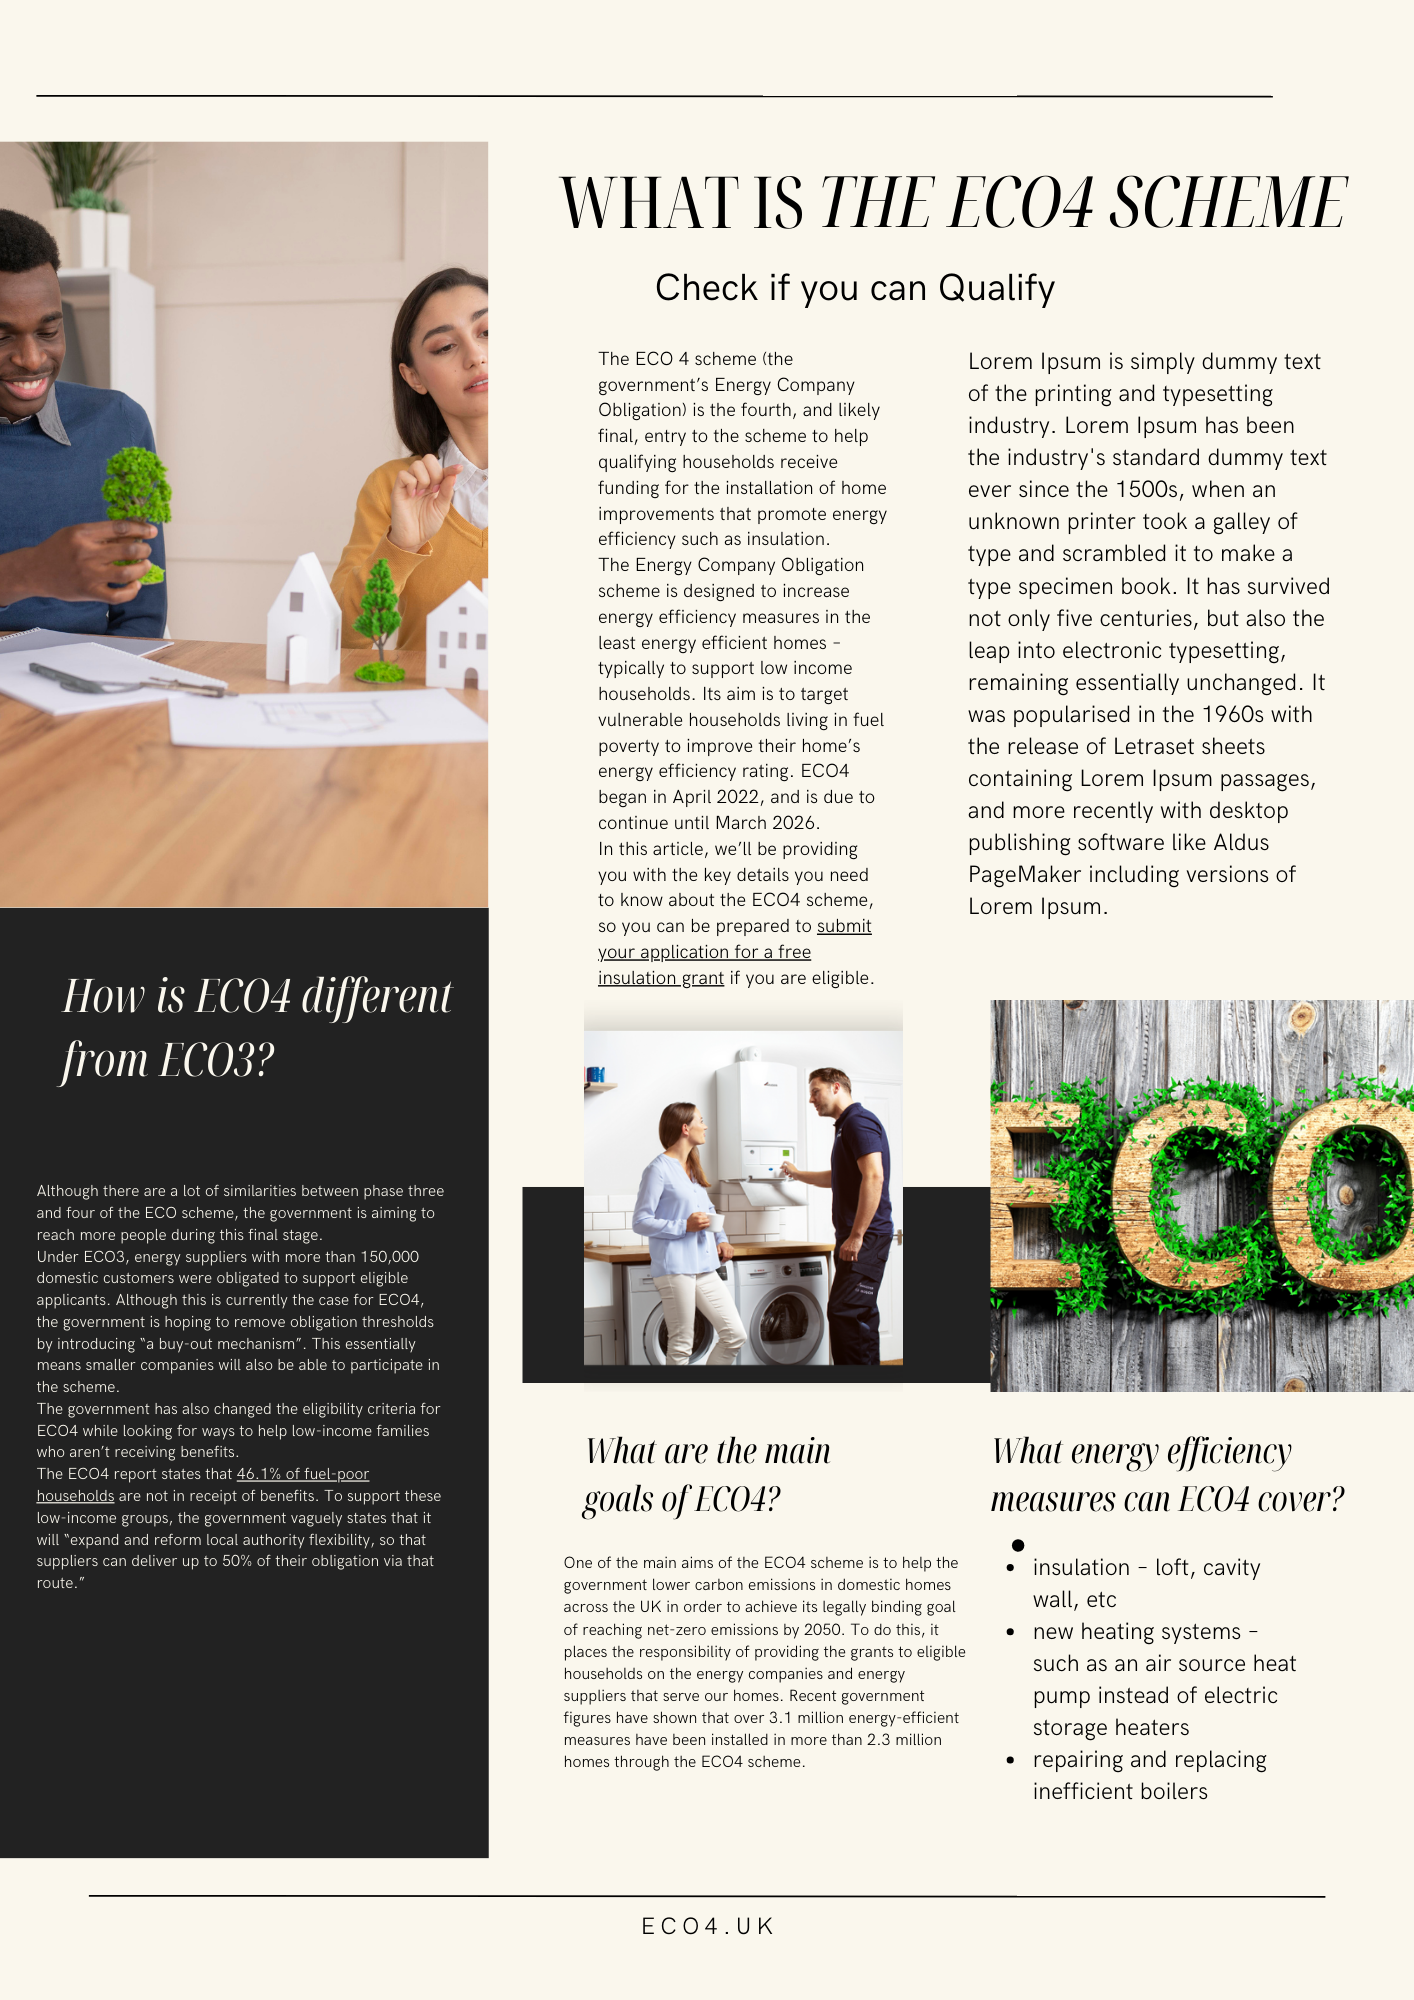 WHAT IS THE ECO4 SCHEME
Check if you can Qualify
The ECO 4 scheme (the
government’s Energy Company
Obligation) is the fourth, and likely
final, entry to the scheme to help
qualifying households receive
funding for the installation of home
improvements that promote energy
efficiency such as insulation.
The Energy Company Obligation
scheme is designed to increase
energy efficiency measures in the
least energy efficient homes –
typically to support low income
households. Its aim is to target
vulnerable households living in fuel
poverty to improve their home’s
energy efficiency rating. ECO4
began in April 2022, and is due to
continue until March 2026.
In this article, we’ll be providing
you with the key details you need
to know about the ECO4 scheme,
so you can be prepared to submit
your application for a free
insulation grant if you are eligible.
Lorem Ipsum is simply dummy text
of the printing and typesetting
industry. Lorem Ipsum has been
the industry's standard dummy text
ever since the 1500s, when an
unknown printer took a galley of
type and scrambled it to make a
type specimen book. It has survived
not only five centuries, but also the
leap into electronic typesetting,
remaining essentially unchanged. It
was popularised in the 1960s with
the release of Letraset sheets
containing Lorem Ipsum passages,
and more recently with desktop
publishing software like Aldus
PageMaker including versions of
Lorem Ipsum.
How is ECO4 different
from ECO3?
Although there are a lot of similarities between phase three
and four of the ECO scheme, the government is aiming to
reach more people during this final stage.
Under ECO3, energy suppliers with more than 150,000
domestic customers were obligated to support eligible
applicants. Although this is currently the case for ECO4,
the government is hoping to remove obligation thresholds
by introducing “a buy-out mechanism”. This essentially
means smaller companies will also be able to participate in
the scheme.
The government has also changed the eligibility criteria for
ECO4 while looking for ways to help low-income families
who aren’t receiving benefits.
The ECO4 report states that 46.1% of fuel-poor
households are not in receipt of benefits. To support these
low-income groups, the government vaguely states that it
will “expand and reform local authority flexibility, so that
suppliers can deliver up to 50% of their obligation via that
route.”
ECO
What are the main
goals of ECO4?
One of the main aims of the ECO4 scheme is to help the
government lower carbon emissions in domestic homes
across the UK in order to achieve its legally binding goal
of reaching net-zero emissions by 2050. To do this, it
places the responsibility of providing the grants to eligible
households on the energy companies and energy
suppliers that serve our homes. Recent government
figures have shown that over 3.1 million energy-efficient
measures have been installed in more than 2.3 million
homes through the ECO4 scheme.
What energy efficiency
measures can ECO4 cover?
•
• insulation – loft, cavity
wall, etc
• new heating systems –
such as an air source heat
pump instead of electric
storage heaters
• repairing and replacing
inefficient boilers
ECO4.UK